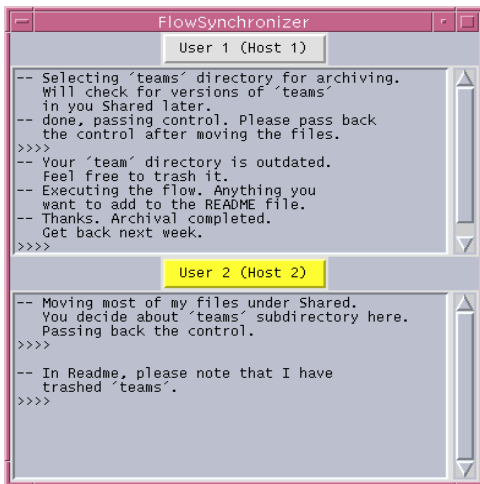 FlowSynchronizer
User 1 (Host 1)
-- Selecting ´teams´ directory for archiving.
Will check for versions of ´teams´
in you Shared later.
-- done, passing control. Please pass back
the control after moving the files.
>>>>
-- Your ´team´ directory is outdated.
Feel free to trash it.
-- Executing the flow. Anything you
want to add to the README file.
-- Thanks. Archival completed.
Get back next week.
>>>>
User 2 (Host 2)
-- Moving most of my files under Shared.
You decide about ´teams´ subdirectory here.
Passing back the control.
>>>>
-- In Readme, please note that I have
trashed ´teams´.
>>>>